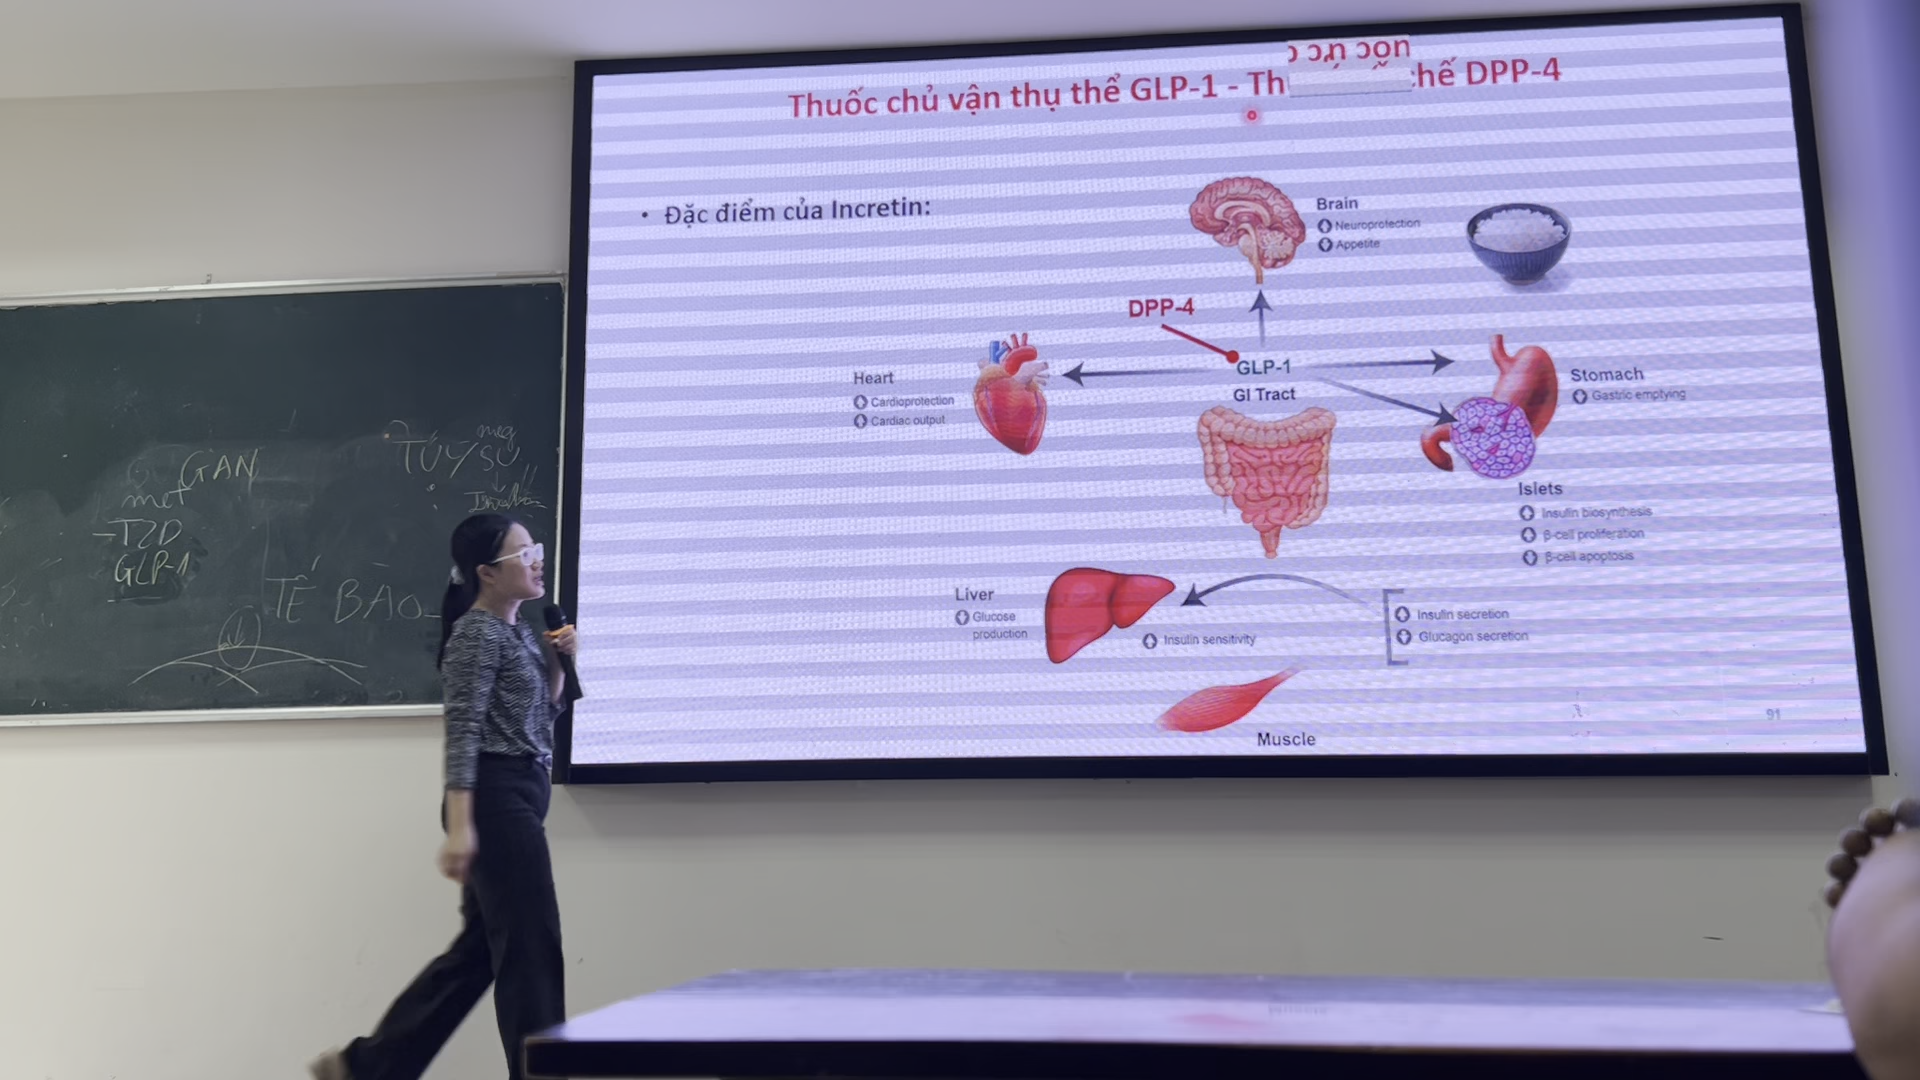 Thuốc chủ vận thụ thể GLP-1 - Th chế DPP-4
• Đặc điểm của Incretin:
Brain
Neuroprotection
Appetite
DPP-4
GLP-1
GI Tract
Heart
Cardioprotection
Cardiac output
Stomach
Gastric emptying
Islets
Insulin biosynthesis
β-cell proliferation
β-cell apoptosis
Liver
Glucose
production
Insulin sensitivity
Insulin secretion
Glucagon secretion
Muscle
91
GAN
met
-T2D
GLP-1
TẾ BÀO
TỤY